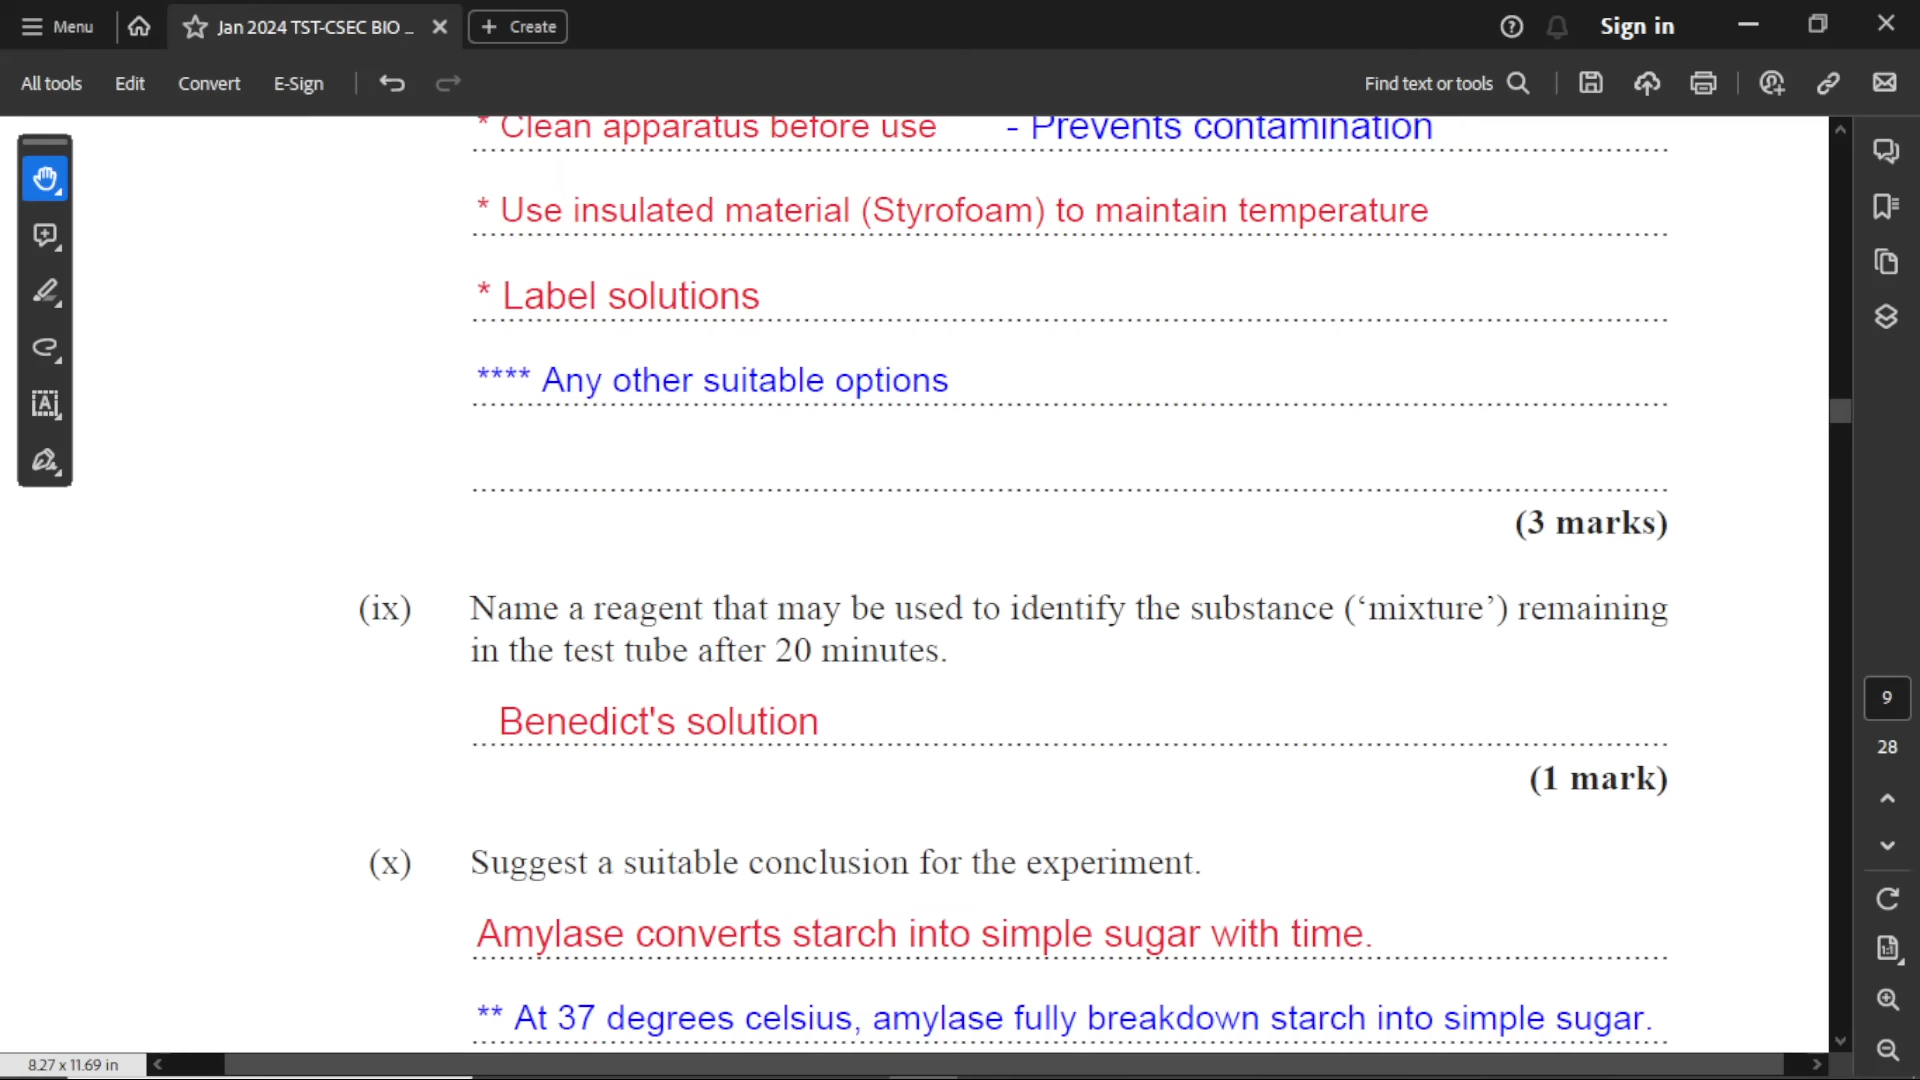 Menu
Jan 2024 TST-CSEC BIO _
+ Create
Sign in
All tools Edit Convert E-Sign
Find text or tools
* Clean apparatus before use - Prevents contamination
* Use insulated material (Styrofoam) to maintain temperature
* Label solutions
**** Any other suitable options
(3 marks)
(ix) Name a reagent that may be used to identify the substance (‘mixture’) remaining
in the test tube after 20 minutes.
Benedict's solution
(1 mark)
(x) Suggest a suitable conclusion for the experiment.
Amylase converts starch into simple sugar with time.
** At 37 degrees celsius, amylase fully breakdown starch into simple sugar.
9
28
8.27 x 11.69 in